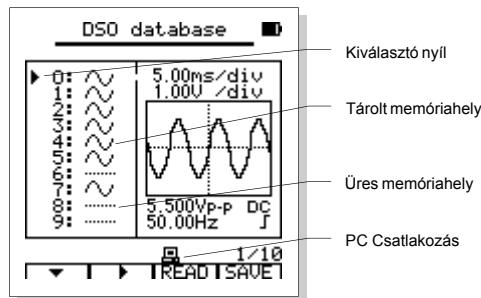 DSO database
0:
1:
2:
3:
4:
5:
6: ......
7:
8: ......
9: ......
5.00ms/div
1.00V /div
5.500Vp-p DC
50.00Hz
1/10
READ SAVE
Kiválasztó nyíl
Tárolt memóriahely
Üres memóriahely
PC Csatlakozás